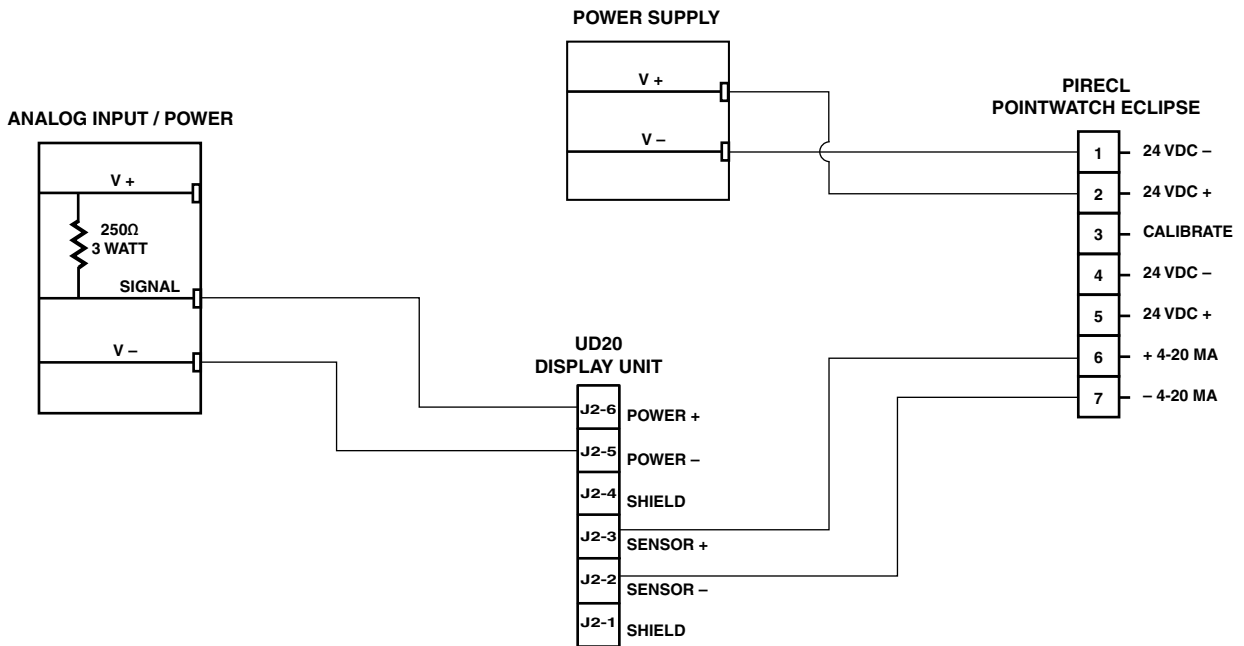 POWER SUPPLY
V +
V –
ANALOG INPUT / POWER
V +
250Ω
3 WATT
SIGNAL
V –
UD20
DISPLAY UNIT
J2-6 POWER +
J2-5 POWER –
J2-4 SHIELD
J2-3 SENSOR +
J2-2 SENSOR –
J2-1 SHIELD
PIRECL
POINTWATCH ECLIPSE
1 24 VDC –
2 24 VDC +
3 CALIBRATE
4 24 VDC –
5 24 VDC +
6 + 4-20 MA
7 – 4-20 MA